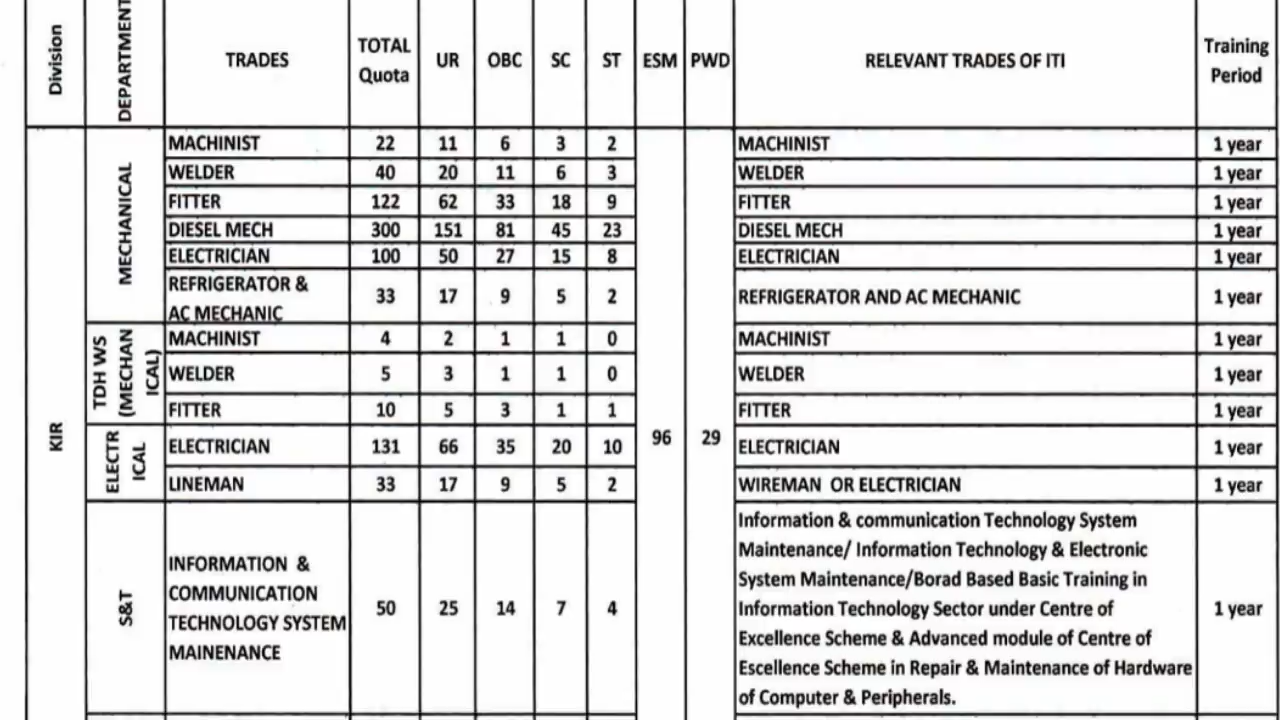 Division DEPARTMENT TRADES TOTAL Quota UR OBC SC ST ESM PWD RELEVANT TRADES OF ITI Training Period
KIR
MECHANICAL
MACHINIST 22 11 6 3 2 MACHINIST 1 year
WELDER 40 20 11 6 3 WELDER 1 year
FITTER 122 62 33 18 9 FITTER 1 year
DIESEL MECH 300 151 81 45 23 DIESEL MECH 1 year
ELECTRICIAN 100 50 27 15 8 ELECTRICIAN 1 year
REFRIGERATOR &
AC MECHANIC 33 17 9 5 2 REFRIGERATOR AND AC MECHANIC 1 year
TDH WS
(MECHAN
ICAL)
MACHINIST 4 2 1 1 0 MACHINIST 1 year
WELDER 5 3 1 1 0 WELDER 1 year
FITTER 10 5 3 1 1 FITTER 1 year
96 29
ELECTR
ICAL
ELECTRICIAN 131 66 35 20 10 ELECTRICIAN 1 year
LINEMAN 33 17 9 5 2 WIREMAN OR ELECTRICIAN 1 year
S&T
INFORMATION &
COMMUNICATION
TECHNOLOGY SYSTEM
MAINENANCE
50 25 14 7 4
Information & communication Technology System
Maintenance/ Information Technology & Electronic
System Maintenance/Borad Based Basic Training in
Information Technology Sector under Centre of
Excellence Scheme & Advanced module of Centre of
Escellence Scheme in Repair & Maintenance of Hardware
of Computer & Peripherals.
1 year